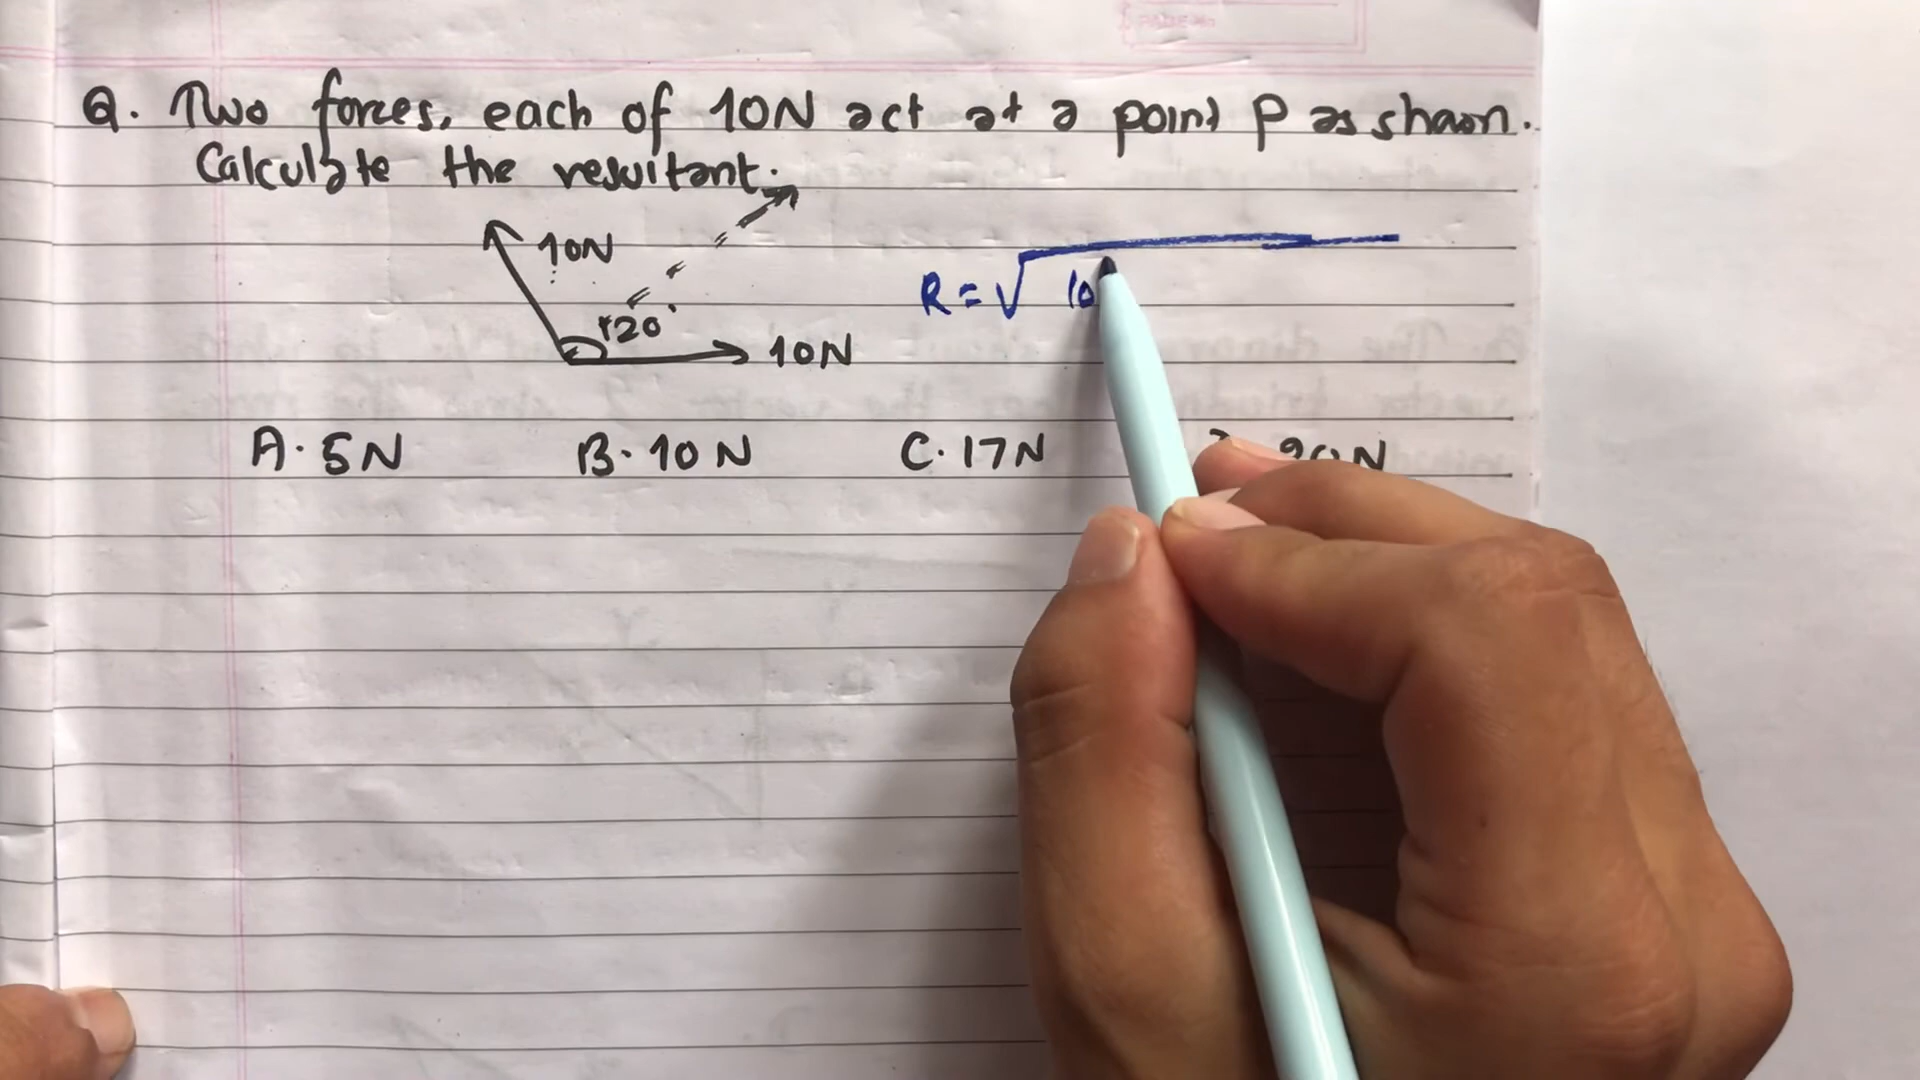 Q. Two forces, each of 10N act at a point P as shown.
Calculate the resultant.
10N
120°
10N
R = √ 10
A. 5N B. 10N C. 17N 20N